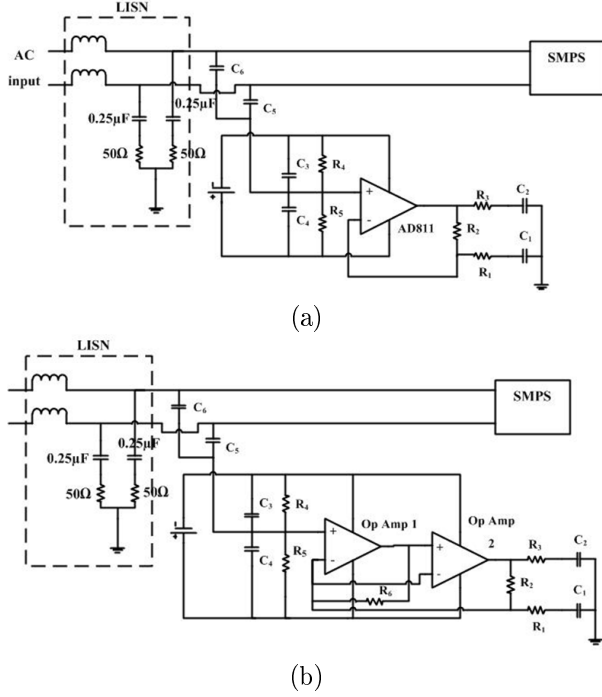 LISN
AC
input
C6
C5
SMPS
0.25µF
0.25µF
50Ω
50Ω
C3
R4
C4
R5
+
-
AD811
R3
C2
R2
C1
R1
(a)
LISN
C6
C5
SMPS
0.25µF
0.25µF
50Ω
50Ω
C3
R4
C4
R5
Op Amp 1
Op Amp
2
+
-
+
-
R6
R3
C2
R2
C1
R1
(b)